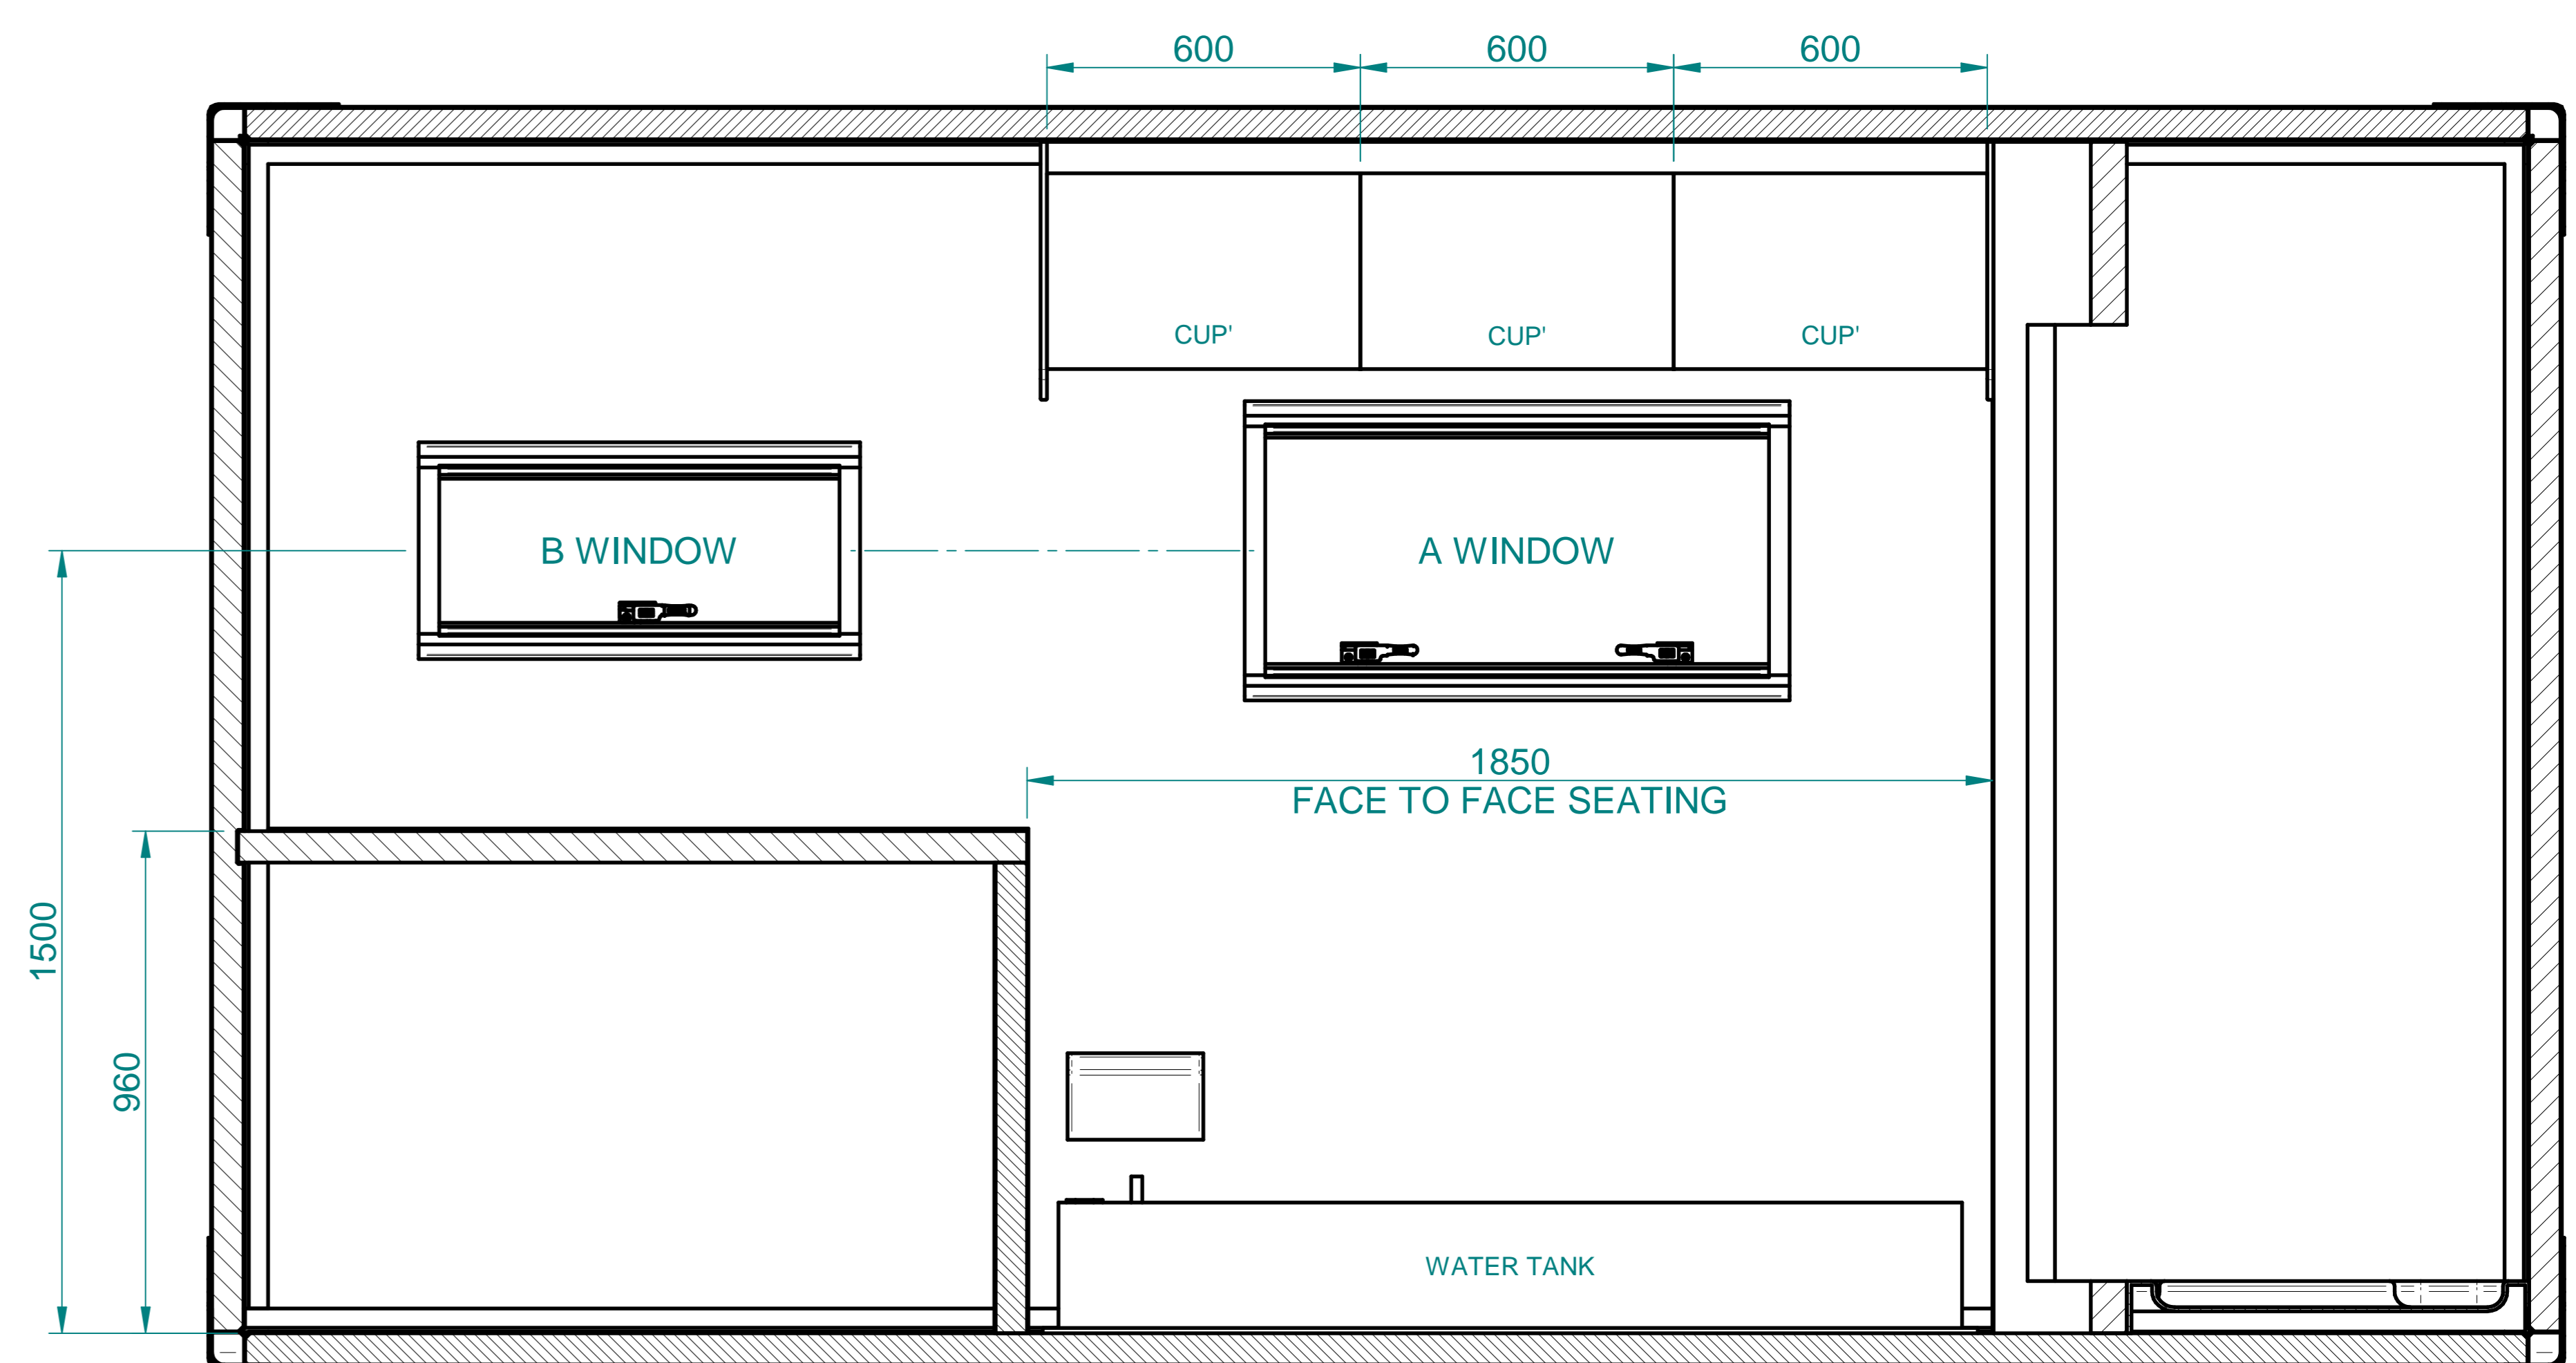 600
600
600
CUP'
CUP'
CUP'
B WINDOW
A WINDOW
1850
FACE TO FACE SEATING
1500
960
WATER TANK